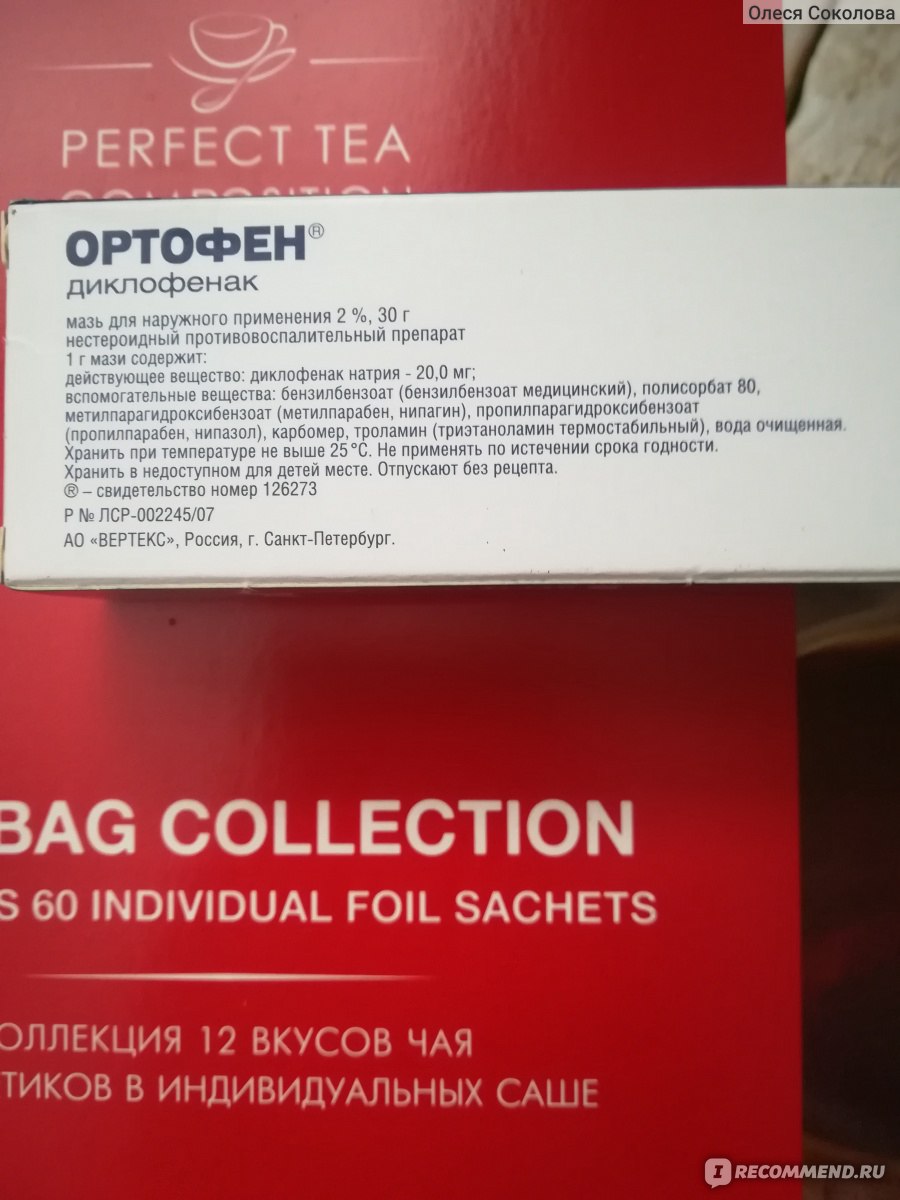 Олеся Соколова
PERFECT TEA
COMPOSITION
ОРТОФЕН®
диклофенак
мазь для наружного применения 2 %, 30 г
нестероидный противовоспалительный препарат
1 г мази содержит:
действующее вещество: диклофенак натрия - 20,0 мг;
вспомогательные вещества: бензилбензоат (бензилбензоат медицинский), полисорбат 80,
метилпарагидроксибензоат (метилпарабен, нипагин), пропилпарагидроксибензоат
(пропилпарабен, нипазол), карбомер, троламин (триэтаноламин термостабильный), вода очищенная.
Хранить при температуре не выше 25 °С. Не применять по истечении срока годности.
Хранить в недоступном для детей месте. Отпускают без рецепта.
® – свидетельство номер 126273
Р № ЛСР-002245/07
АО «ВЕРТЕКС», Россия, г. Санкт-Петербург.
BAG COLLECTION
S 60 INDIVIDUAL FOIL SACHETS
ОЛЛЕКЦИЯ 12 ВКУСОВ ЧАЯ
ТИКОВ В ИНДИВИДУАЛЬНЫХ САШЕ
IRECOMMEND.RU